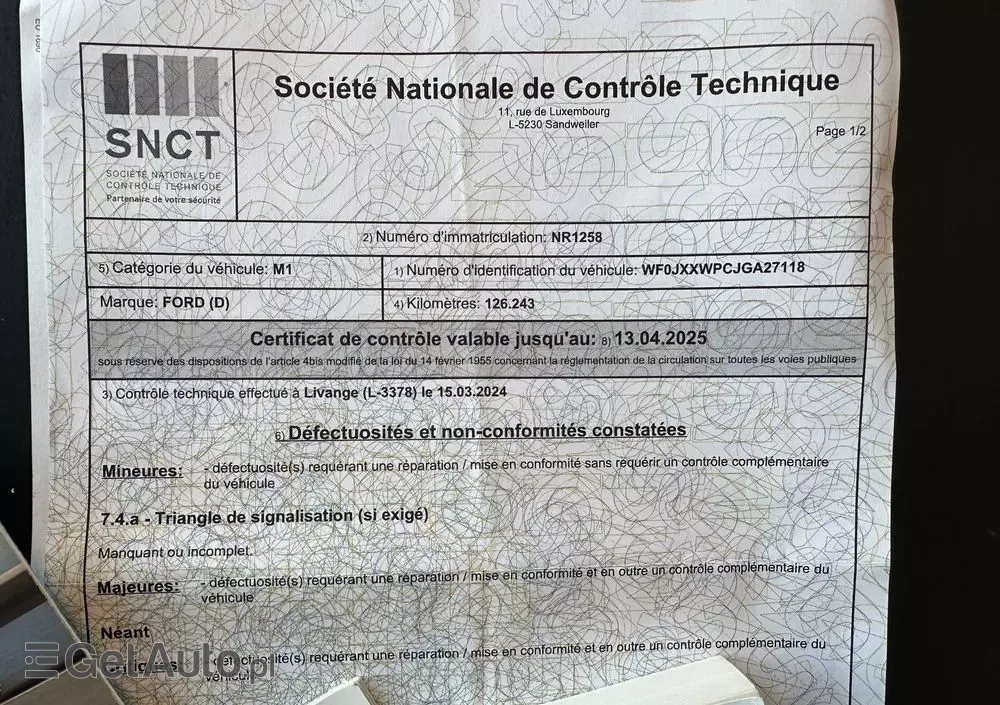 SNCT
SOCIÉTÉ NATIONALE DE
CONTRÔLE TECHNIQUE
Partenaire de votre sécurité
Société Nationale de Contrôle Technique
11, rue de Luxembourg
L-5230 Sandweiler
Page 1/2
2) Numéro d'immatriculation: NR1258
5) Catégorie du véhicule: M1
1) Numéro d'identification du véhicule: WF0JXXWPCJGA27118
Marque: FORD (D)
4) Kilomètres: 126.243
Certificat de contrôle valable jusqu'au: 8) 13.04.2025
sous réserve des dispositions de l'article 4bis modifié de la loi du 14 février 1955 concernant la réglementation de la circulation sur toutes les voies publiques
3) Contrôle technique effectué à Livange (L-3378) le 15.03.2024
6) Défectuosités et non-conformités constatées
Mineures: - défectuosité(s) requérant une réparation / mise en conformité sans requérir un contrôle complémentaire
du véhicule
7.4.a - Triangle de signalisation (si exigé)
Manquant ou incomplet.
Majeures: - défectuosité(s) requérant une réparation / mise en conformité et en outre un contrôle complémentaire du
véhicule
Néant
- défectuosité(s) requérant une réparation / mise en conformité et en outre un contrôle complémentaire du
véhicule
GetAuto.pl